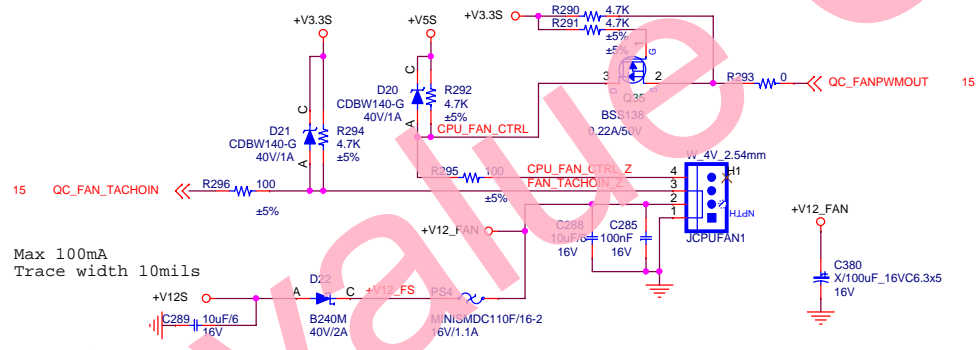 +V3.3S
+V5S
+V3.3S
R290 4.7K
R291 4.7K
±5%
±5%
1
G
3
2
D
S
Q35
BSS138
0.22A/50V
R293 0
QC_FANPWMOUT 15
C
D20
CDBW140-G
40V/1A
A
R292
4.7K
±5%
CPU_FAN_CTRL
C
D21
CDBW140-G
40V/1A
A
R294
4.7K
±5%
R295 100
±5%
CPU_FAN_CTRL_Z
FAN_TACHOIN_Z
W_4V_2.54mm
4
3
2
1
H1
NPTH
JCPUFAN1
15 QC_FAN_TACHOIN
R296 100
±5%
+V12_FAN
C288
10uF/6
16V
C285
100nF
16V
+V12_FAN
C380
X/100uF_16VC6.3x5
16V
Max 100mA
Trace width 10mils
+V12S
C289 10uF/6
16V
A
D22
C
B240M
40V/2A
+V12_FS
PS4
MINISMDC110F/16-2
16V/1.1A
value